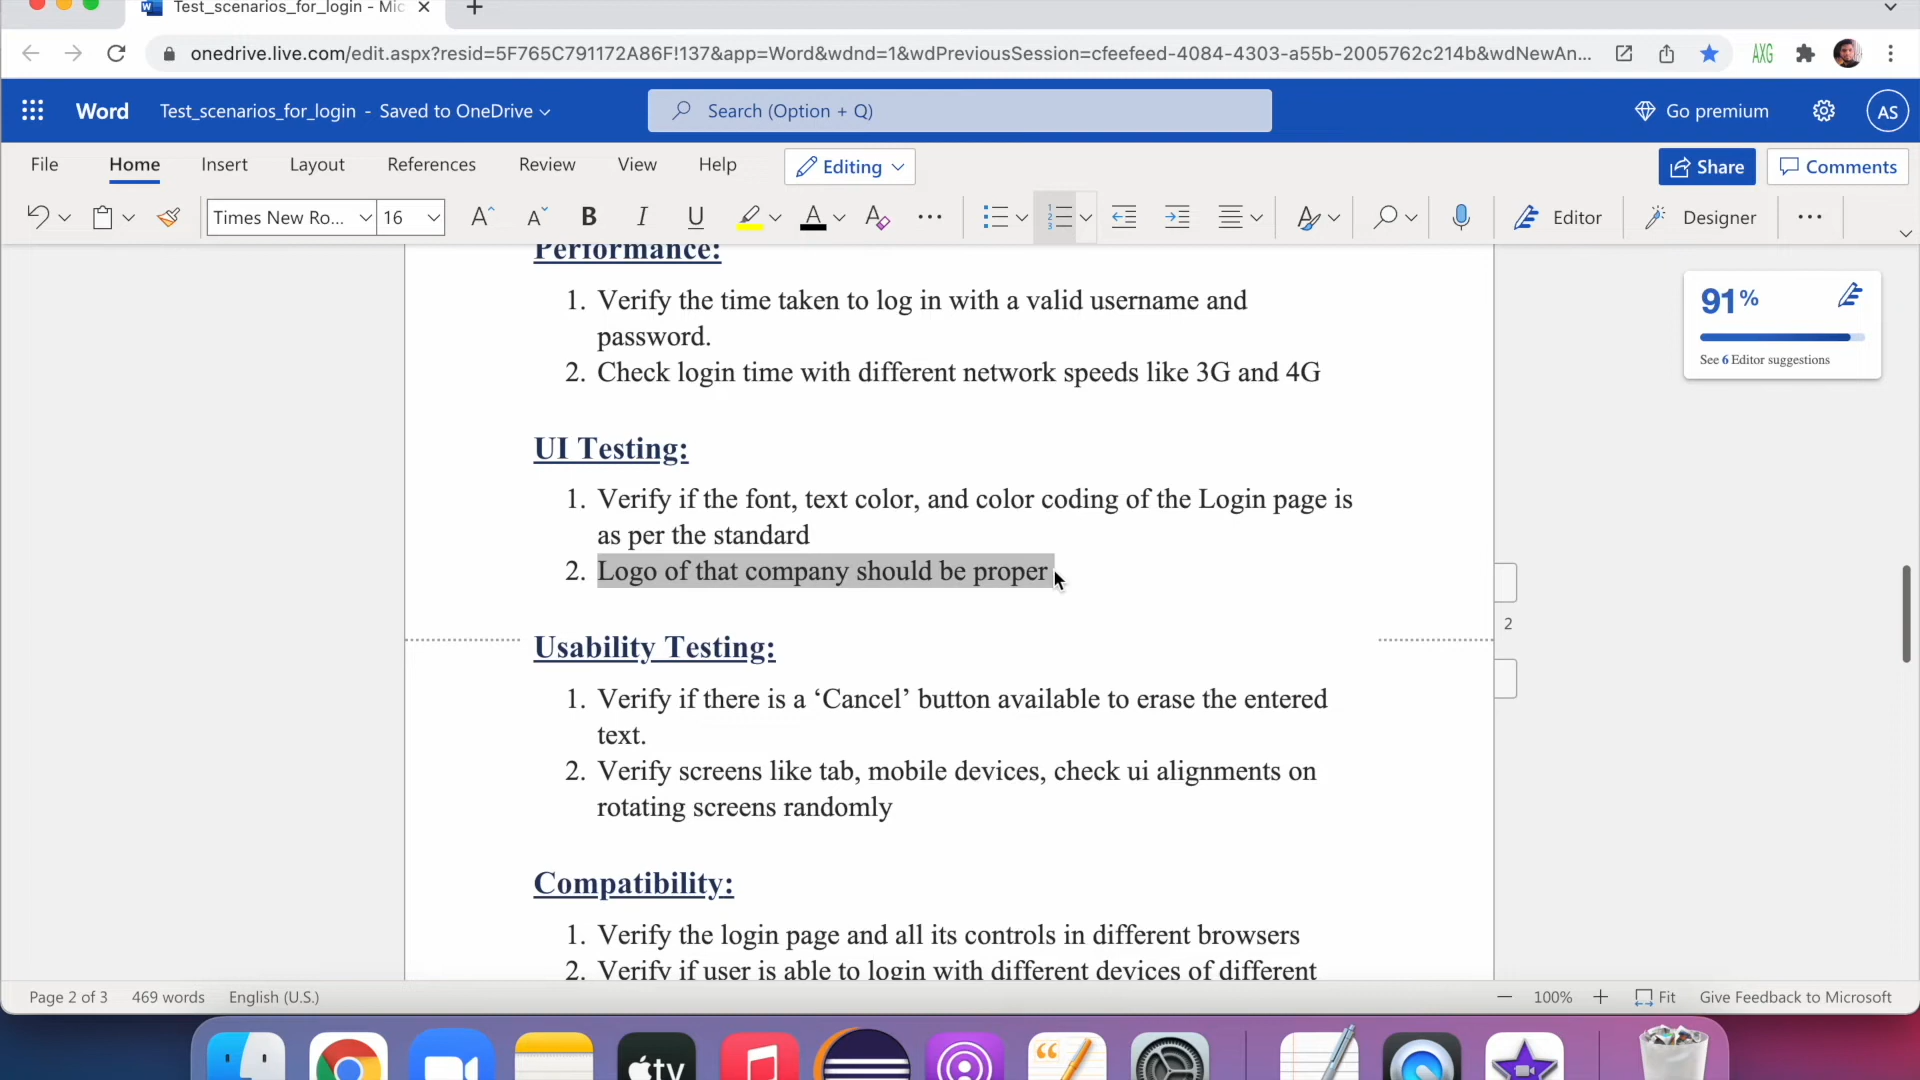 Test_scenarios_for_login - Mic
onedrive.live.com/edit.aspx?resid=5F765C791172A86F!137&app=Word&wdnd=1&wdPreviousSession=cfeefeed-4084-4303-a55b-2005762c214b&wdNewAn...
AXG
Word Test_scenarios_for_login - Saved to OneDrive Search (Option + Q) Go premium AS
File Home Insert Layout References Review View Help Editing Share Comments
Times New Ro... 16 A A B I U A A ... Editor Designer ...
Performance:
1. Verify the time taken to log in with a valid username and
password.
2. Check login time with different network speeds like 3G and 4G
91%
See 6 Editor suggestions
UI Testing:
1. Verify if the font, text color, and color coding of the Login page is
as per the standard
2. Logo of that company should be proper
2
Usability Testing:
1. Verify if there is a ‘Cancel’ button available to erase the entered
text.
2. Verify screens like tab, mobile devices, check ui alignments on
rotating screens randomly
Compatibility:
1. Verify the login page and all its controls in different browsers
2. Verify if user is able to login with different devices of different
Page 2 of 3 469 words English (U.S.) 100% Fit Give Feedback to Microsoft
tv